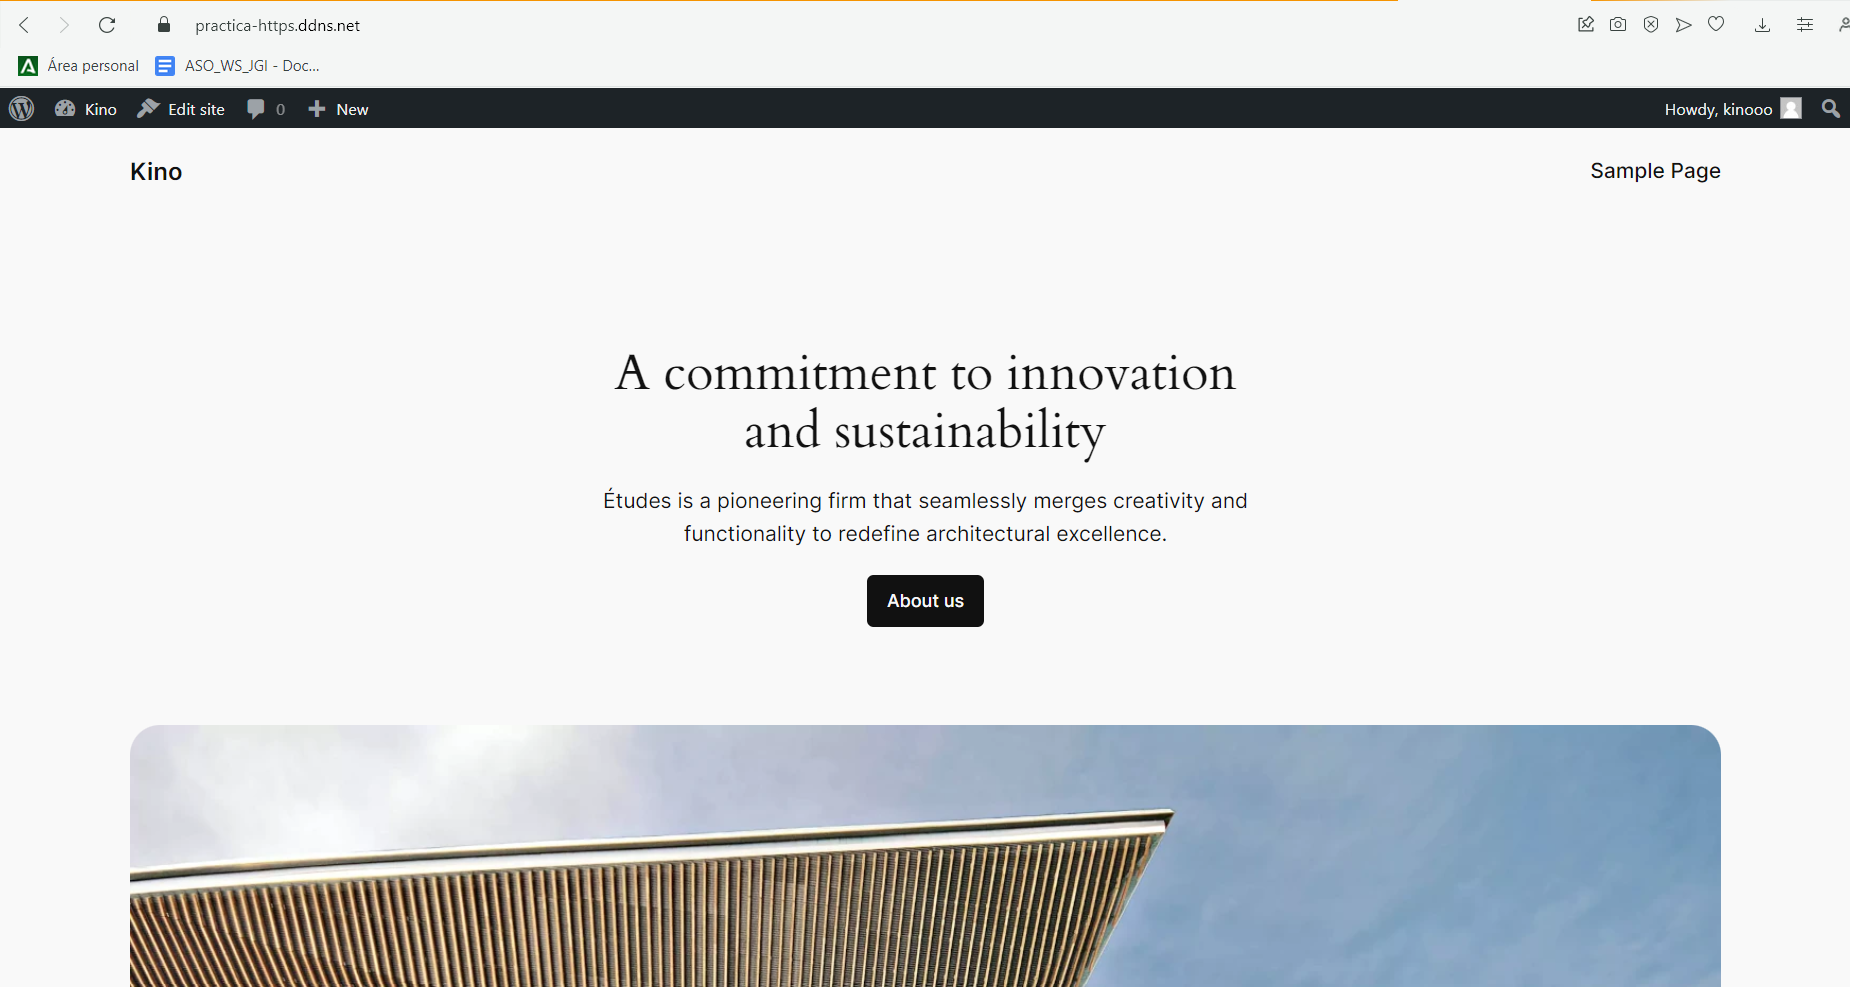 practica-https.ddns.net
Área personal ASO_WS_JGI - Doc...
Kino Edit site 0 New Howdy, kinooo
Kino Sample Page
A commitment to innovation
and sustainability
Études is a pioneering firm that seamlessly merges creativity and
functionality to redefine architectural excellence.
About us